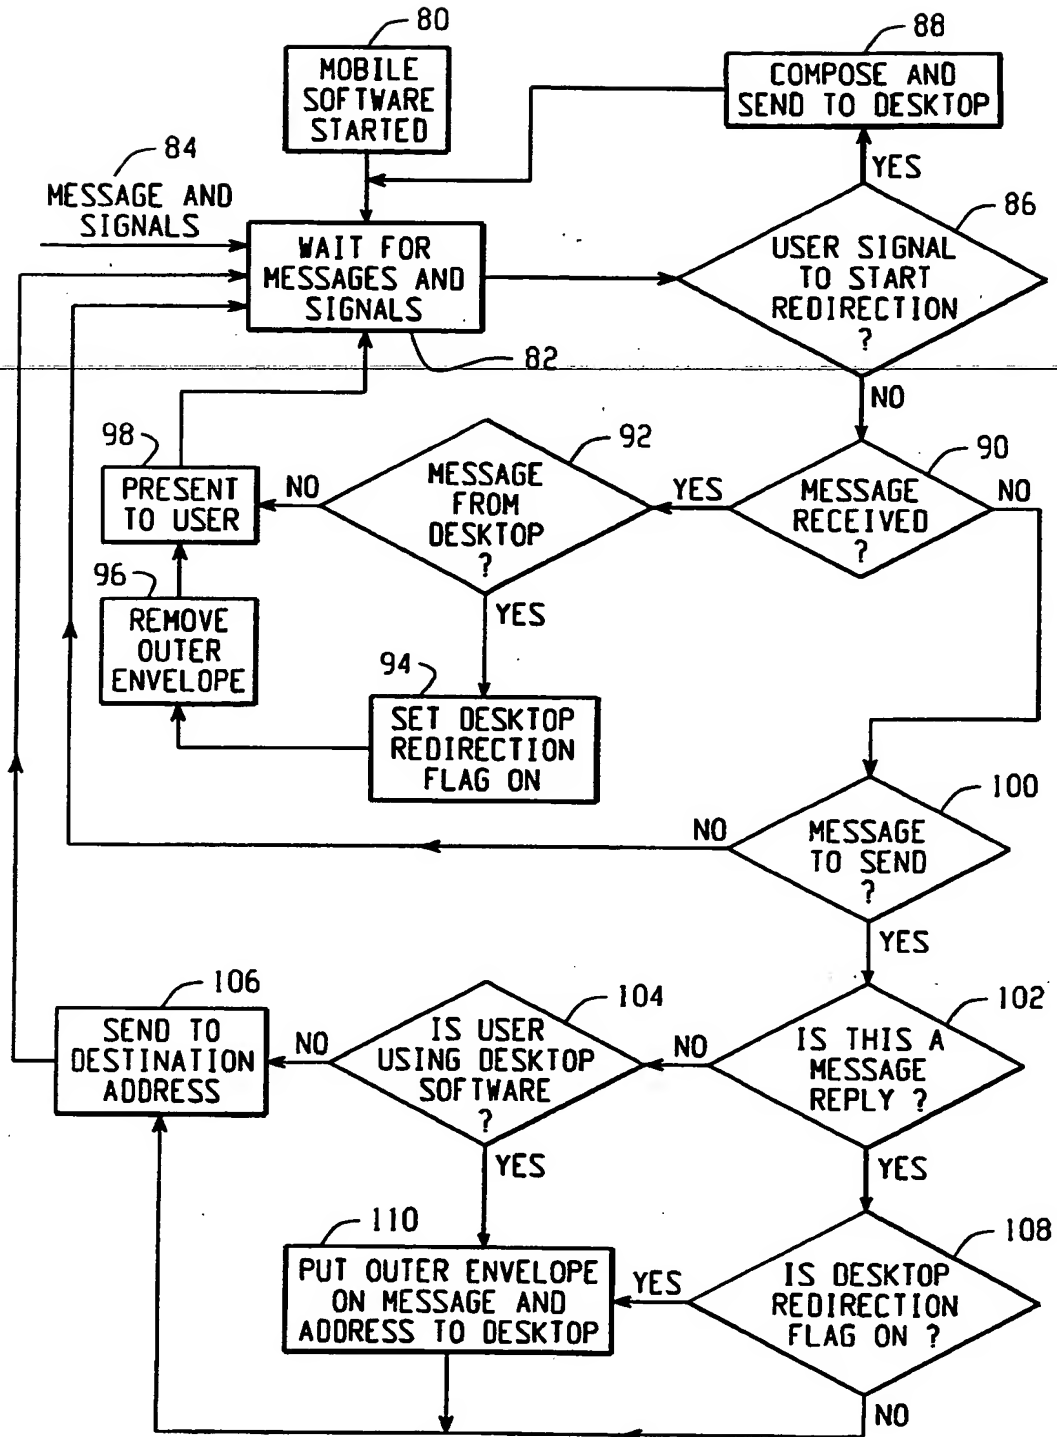 80
MOBILE
SOFTWARE
STARTED
88
COMPOSE AND
SEND TO DESKTOP
YES
84
MESSAGE AND
SIGNALS
WAIT FOR
MESSAGES AND
SIGNALS
82
86
USER SIGNAL
TO START
REDIRECTION
?
NO
98
PRESENT
TO USER
NO
92
MESSAGE
FROM
DESKTOP
?
YES
90
MESSAGE
RECEIVED
?
NO
96
REMOVE
OUTER
ENVELOPE
YES
94
SET DESKTOP
REDIRECTION
FLAG ON
100
NO
MESSAGE
TO SEND
?
YES
106
SEND TO
DESTINATION
ADDRESS
NO
104
IS USER
USING DESKTOP
SOFTWARE
?
NO
102
IS THIS A
MESSAGE
REPLY ?
YES
YES
110
PUT OUTER ENVELOPE
ON MESSAGE AND
ADDRESS TO DESKTOP
YES
108
IS DESKTOP
REDIRECTION
FLAG ON ?
NO